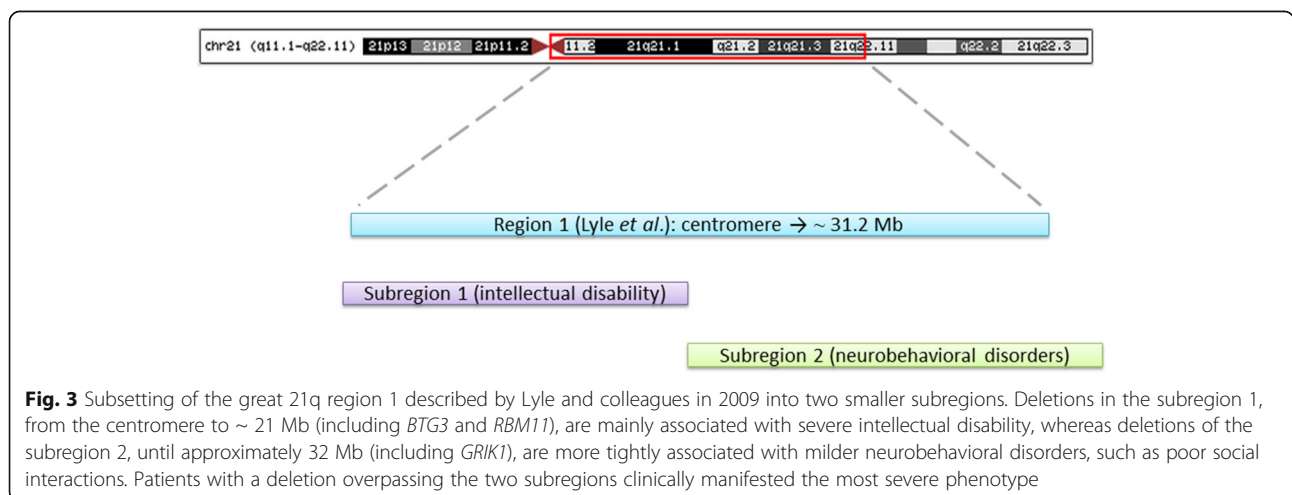 chr21 (q11.1-q22.11) 21p13 21p12 21p11.2 11.2 21q21.1 q21.2 21q21.3 21q22.11 q22.2 21q22.3
Region 1 (Lyle et al.): centromere → ~ 31.2 Mb
Subregion 1 (intellectual disability)
Subregion 2 (neurobehavioral disorders)
Fig. 3 Subsetting of the great 21q region 1 described by Lyle and colleagues in 2009 into two smaller subregions. Deletions in the subregion 1,
from the centromere to ~ 21 Mb (including BTG3 and RBM11), are mainly associated with severe intellectual disability, whereas deletions of the
subregion 2, until approximately 32 Mb (including GRIK1), are more tightly associated with milder neurobehavioral disorders, such as poor social
interactions. Patients with a deletion overpassing the two subregions clinically manifested the most severe phenotype